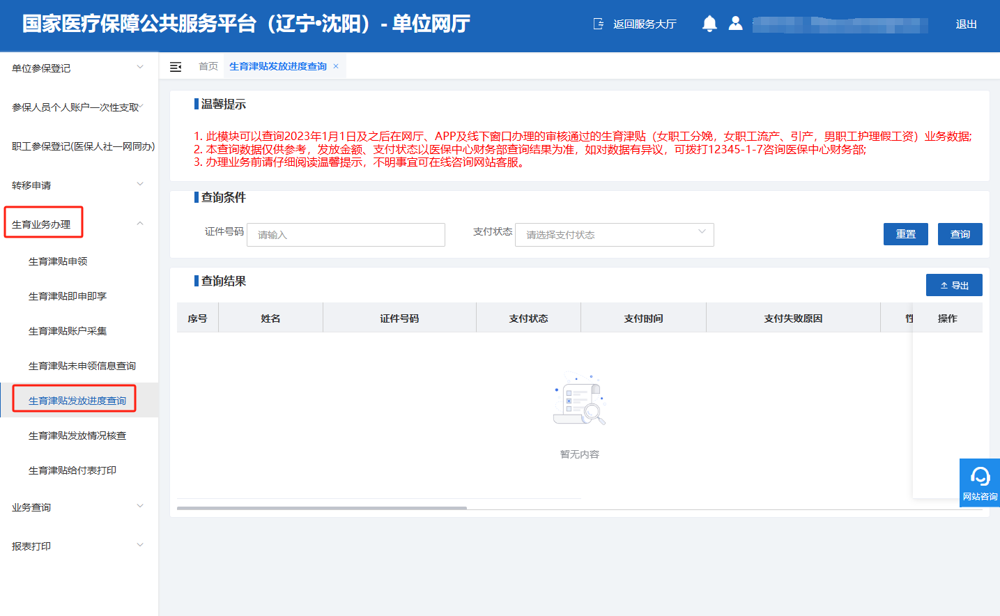 国家医疗保障公共服务平台（辽宁•沈阳）- 单位网厅
返回服务大厅
退出
单位参保登记
参保人员个人账户一次性支取
职工参保登记(医保人社一网同办)
转移申请
生育业务办理
生育津贴申领
生育津贴即申即享
生育津贴账户采集
生育津贴未申领信息查询
生育津贴发放进度查询
生育津贴发放情况核查
生育津贴给付表打印
业务查询
报表打印
首页 生育津贴发放进度查询 ×
温馨提示
1. 此模块可以查询2023年1月1日及之后在网厅、APP及线下窗口办理的审核通过的生育津贴（女职工分娩，女职工流产、引产，男职工护理假工资）业务数据;
2. 本查询数据仅供参考，发放金额、支付状态以医保中心财务部查询结果为准，如对数据有异议，可拨打12345-1-7咨询医保中心财务部;
3. 办理业务前请仔细阅读温馨提示，不明事宜可在线咨询网站客服。
查询条件
证件号码 请输入 支付状态 请选择支付状态 重置 查询
查询结果
导出
序号 姓名 证件号码 支付状态 支付时间 支付失败原因 性 操作
暂无内容
网站咨询